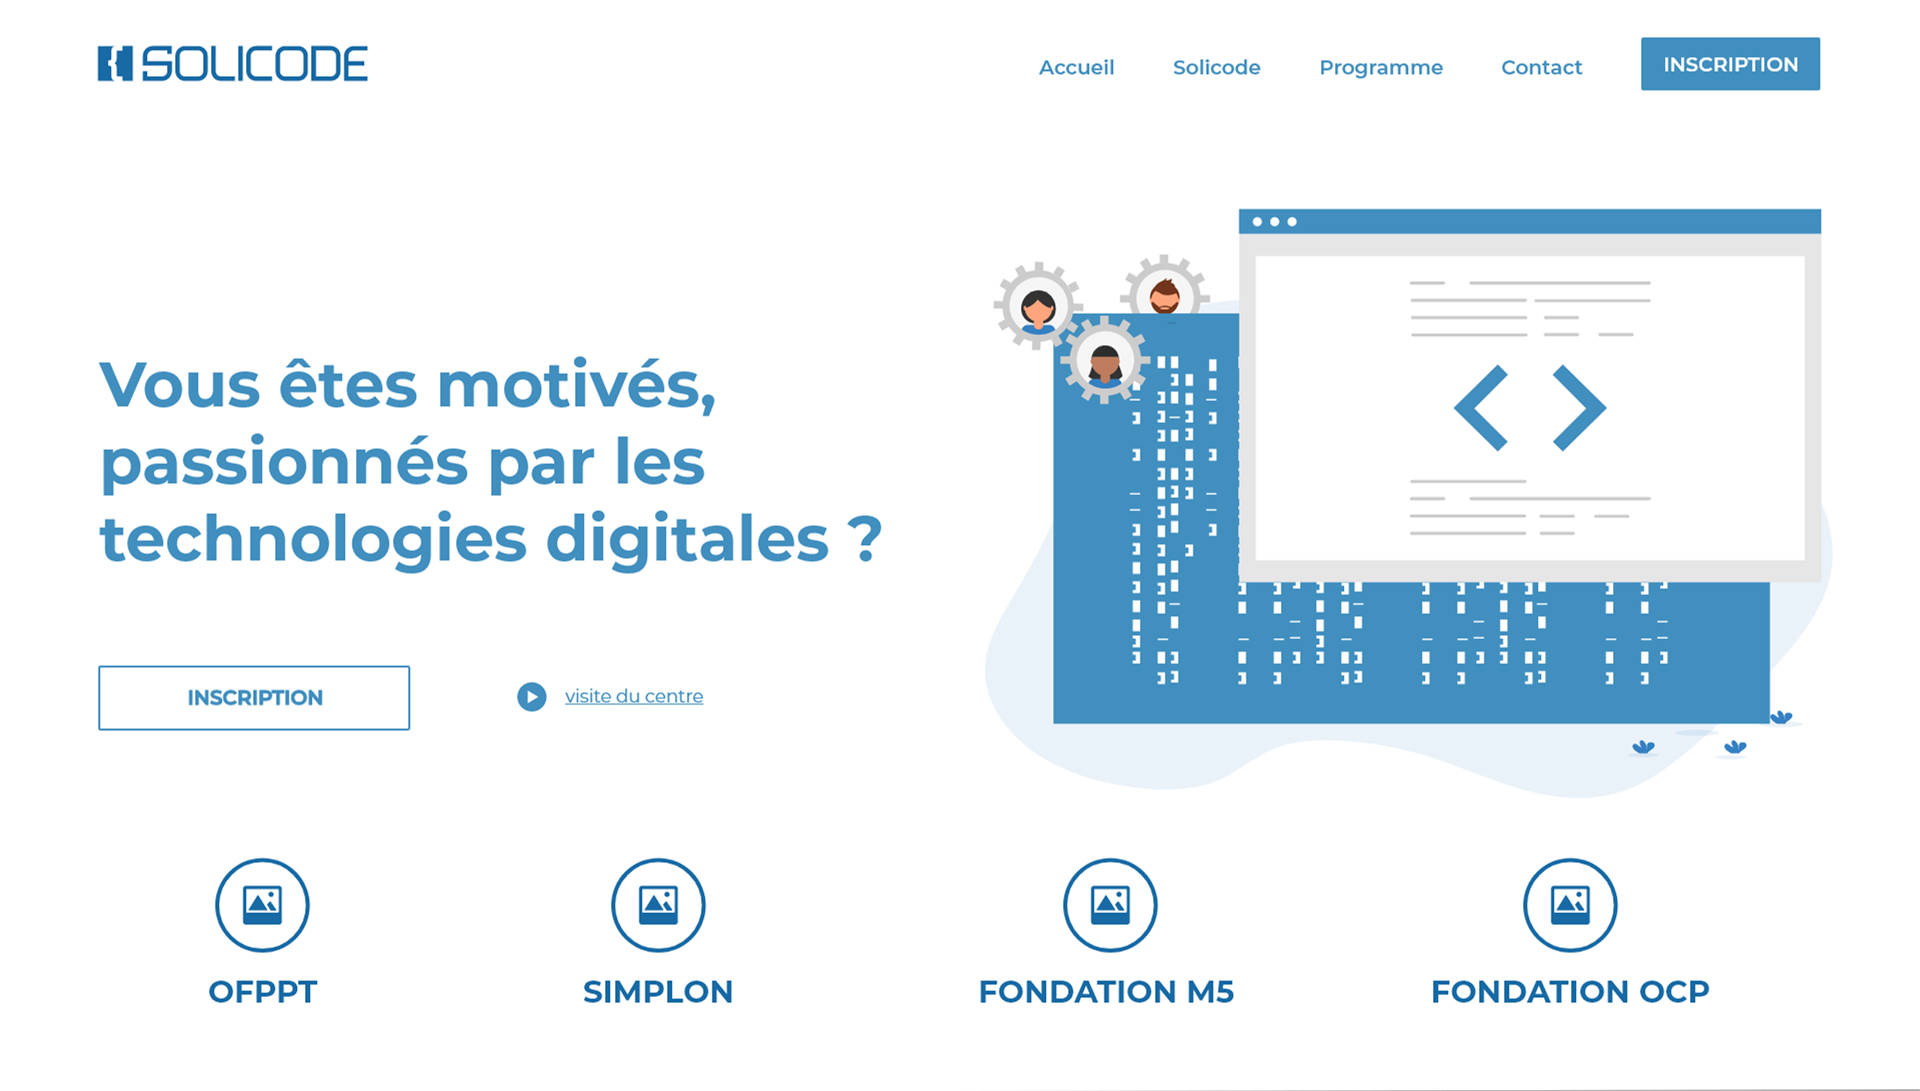 SOLICODE
Accueil Solicode Programme Contact INSCRIPTION
Vous êtes motivés,
passionnés par les
technologies digitales ?
INSCRIPTION
visite du centre
OFPPT
SIMPLON
FONDATION M5
FONDATION OCP